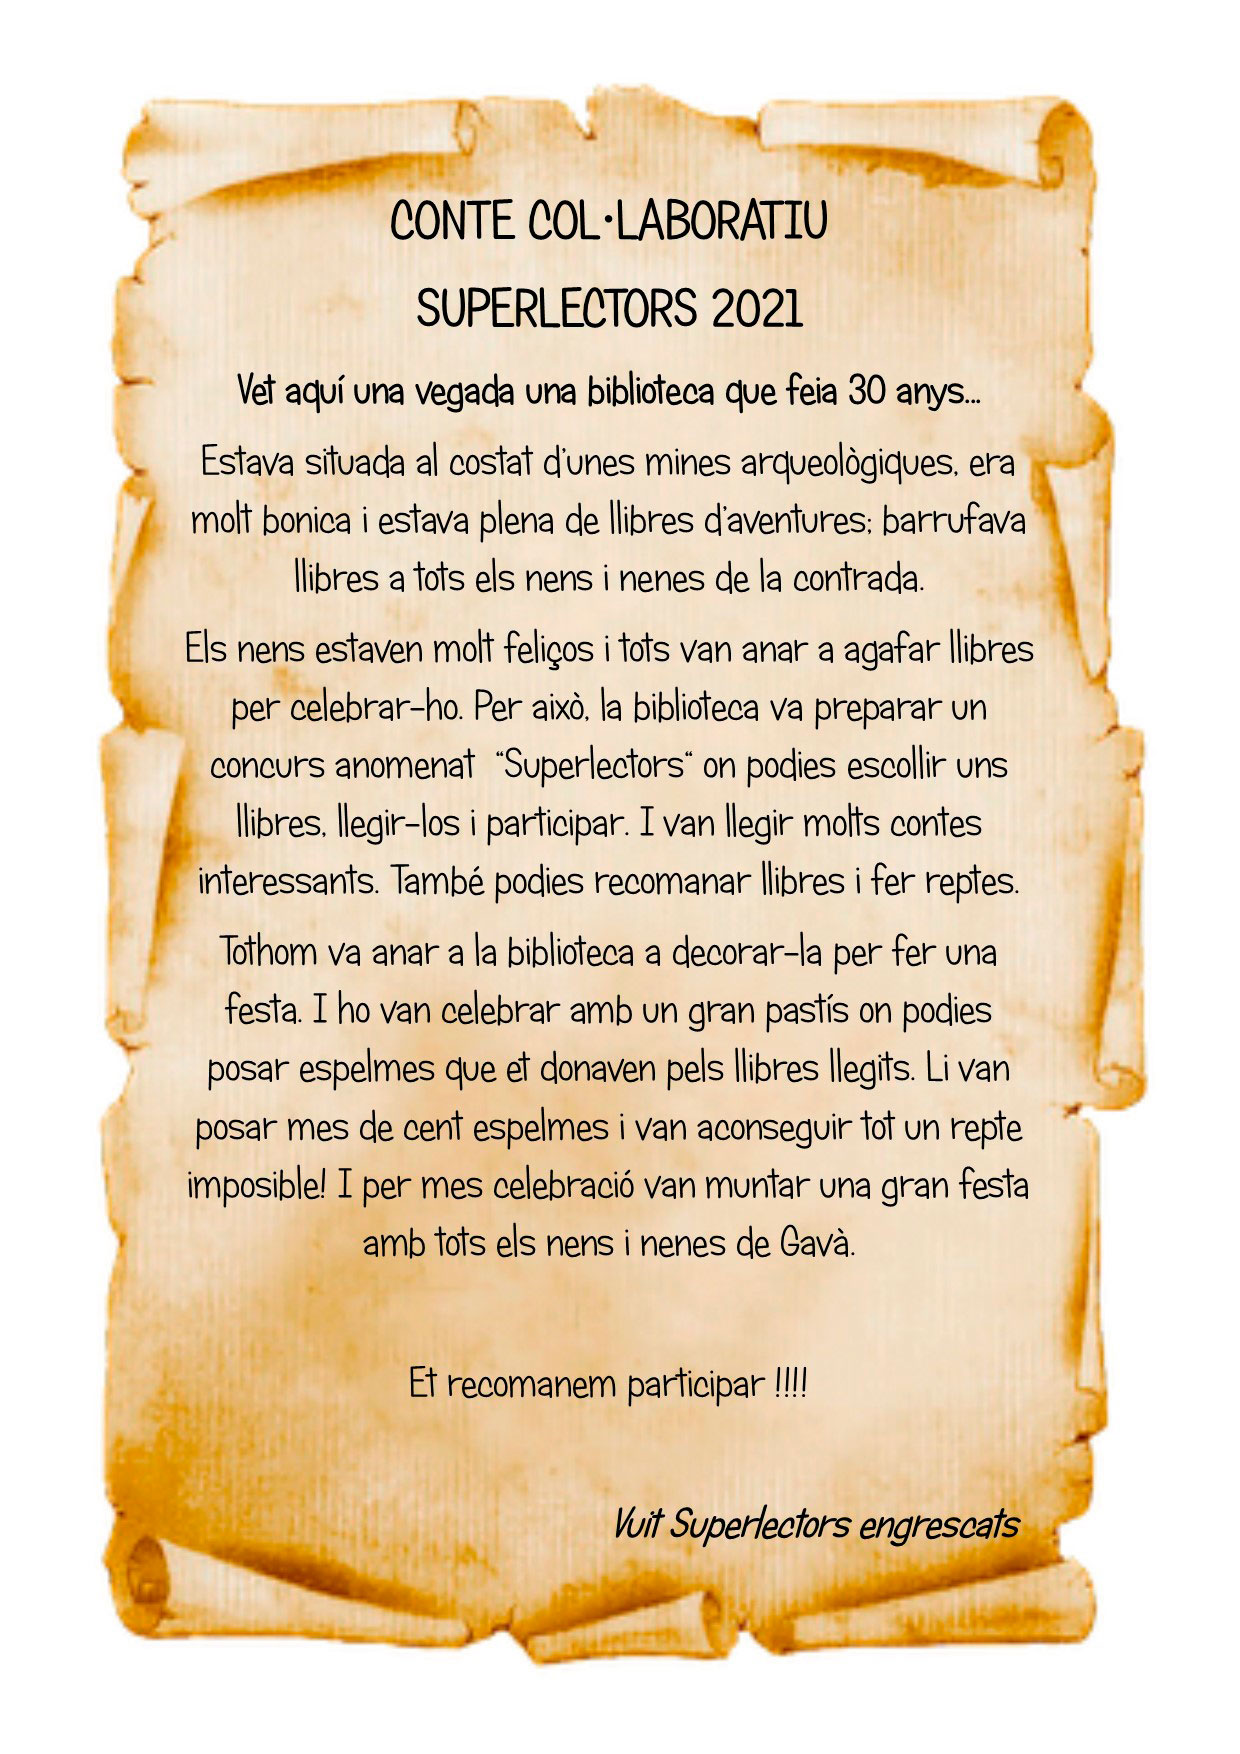 CONTE COL·LABORATIU
SUPERLECTORS 2021
Vet aquí una vegada una biblioteca que feia 30 anys...
Estava situada al costat d'unes mines arqueològiques, era
molt bonica i estava plena de llibres d'aventures; barrufava
llibres a tots els nens i nenes de la contrada.
Els nens estaven molt feliços i tots van anar a agafar llibres
per celebrar-ho. Per això, la biblioteca va preparar un
concurs anomenat "Superlectors" on podies escollir uns
llibres, llegir-los i participar. I van llegir molts contes
interessants. També podies recomanar llibres i fer reptes.
Tothom va anar a la biblioteca a decorar-la per fer una
festa. I ho van celebrar amb un gran pastís on podies
posar espelmes que et donaven pels llibres llegits. Li van
posar mes de cent espelmes i van aconseguir tot un repte
imposible! I per mes celebració van muntar una gran festa
amb tots els nens i nenes de Gavà.
Et recomanem participar !!!!
Vuit Superlectors engrescats